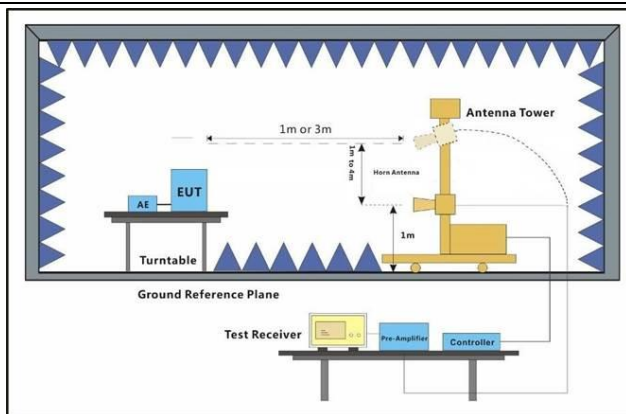 Antenna Tower
1m or 3m
1m to 4m
Horn Antenna
EUT
AE
1m
Turntable
Ground Reference Plane
Test Receiver
Pre-Amplifier
Controller